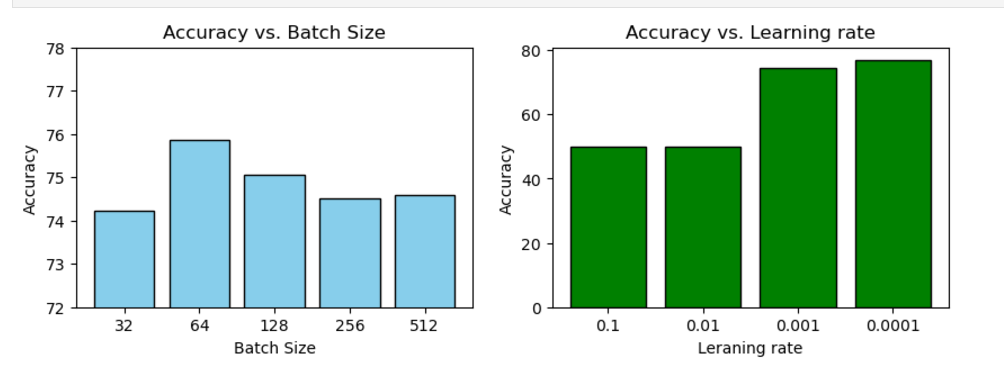 Accuracy vs. Batch Size
78
77
76
75
74
73
72
Accuracy
32 64 128 256 512
Batch Size
Accuracy vs. Learning rate
80
60
40
20
0
Accuracy
0.1 0.01 0.001 0.0001
Leraning rate